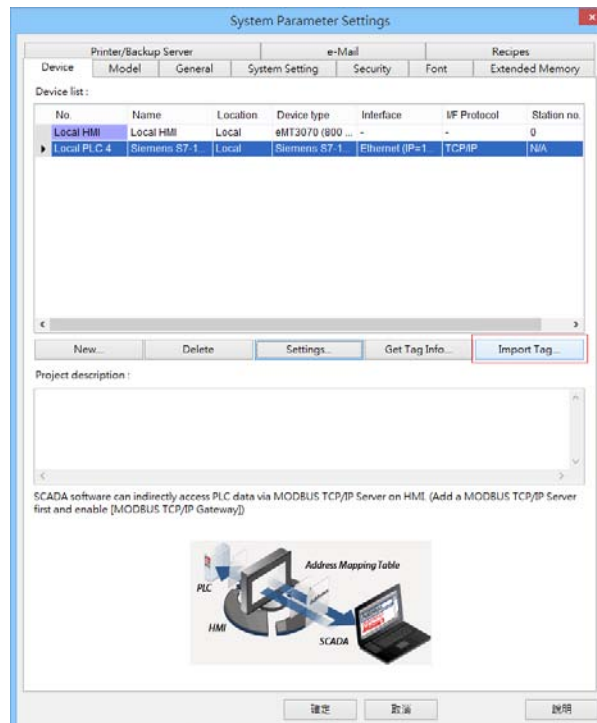 System Parameter Settings
Printer/Backup Server e-Mail Recipes
Device Model General System Setting Security Font Extended Memory
Device list :
No. Name Location Device type Interface I/F Protocol Station no.
Local HMI Local HMI Local eMT3070 (800 ... - - 0
Local PLC 4 Siemens S7-1... Local Siemens S7-1... Ethernet (IP=1... TCP/IP N/A
New... Delete Settings... Get Tag Info... Import Tag...
Project description :
SCADA software can indirectly access PLC data via MODBUS TCP/IP Server on HMI. (Add a MODBUS TCP/IP Server
first and enable [MODBUS TCP/IP Gateway])
Address Mapping Table
PLC
HMI
SCADA
確定 取消 說明